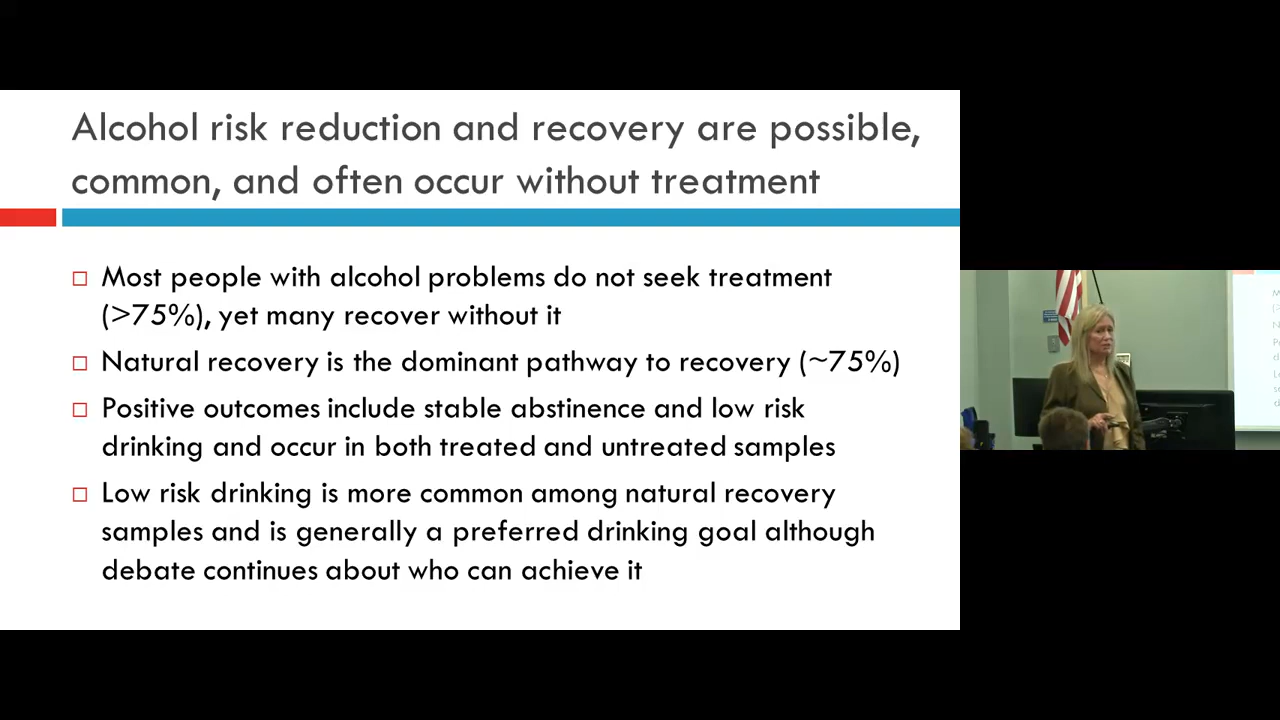 Alcohol risk reduction and recovery are possible,
common, and often occur without treatment
Most people with alcohol problems do not seek treatment
(>75%), yet many recover without it
Natural recovery is the dominant pathway to recovery (~75%)
Positive outcomes include stable abstinence and low risk
drinking and occur in both treated and untreated samples
Low risk drinking is more common among natural recovery
samples and is generally a preferred drinking goal although
debate continues about who can achieve it